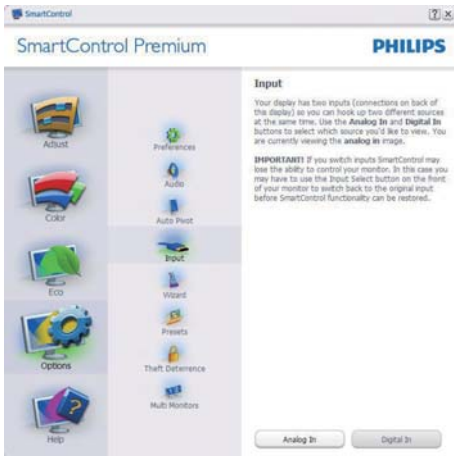 SmartControl
SmartControl Premium
PHILIPS
Adjust
Color
Eco
Options
Help
Preferences
Audio
Auto Pivot
Input
Wizard
Presets
Theft Deterrence
Multi Monitors
Input
Your display has two inputs (connections on back of
this display) so you can hook up two different sources
at the same time. Use the Analog In and Digital In
buttons to select which source you'd like to view. You
are currently viewing the analog in image.
IMPORTANT! If you switch inputs SmartControl may
lose the ability to control your monitor. In this case you
may have to use the Input Select button on the front
of your monitor to switch back to the original input
before SmartControl functionality can be restored.
Analog In
Digital In